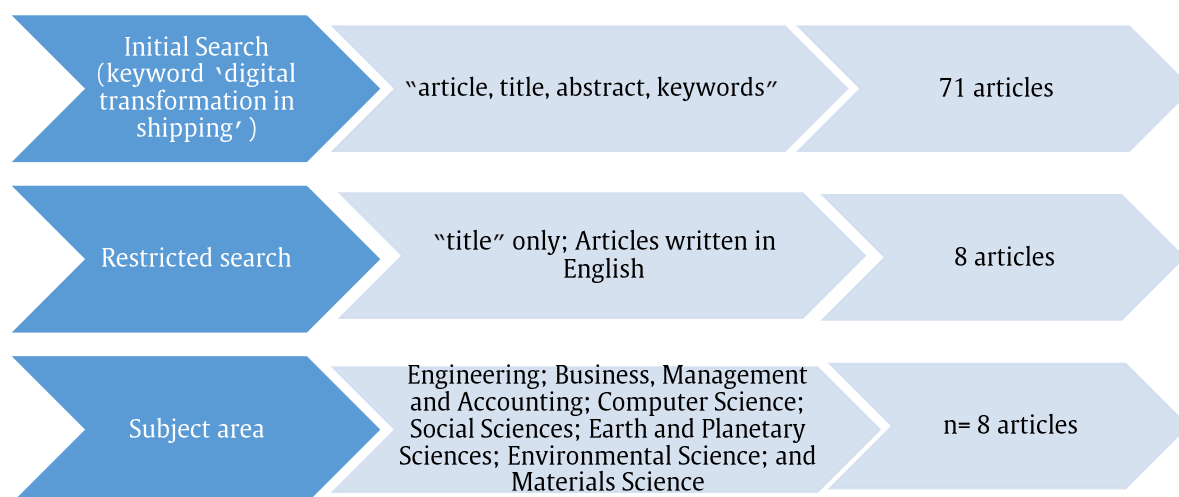 Initial Search
(keyword ‵digital
transformation in
shipping′ )
‶article, title, abstract, keywords″
71 articles
Restricted search
‶title″ only; Articles written in
English
8 articles
Subject area
Engineering; Business, Management
and Accounting; Computer Science;
Social Sciences; Earth and Planetary
Sciences; Environmental Science; and
Materials Science
n= 8 articles